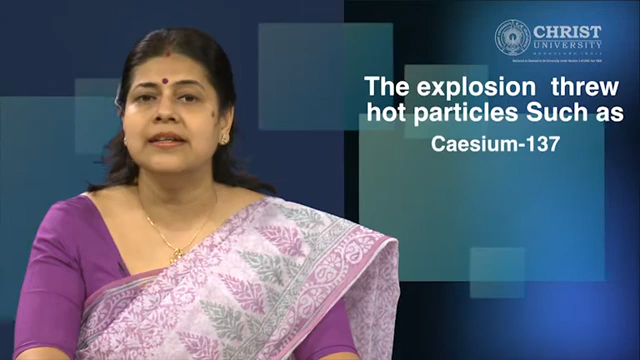 CHRIST
UNIVERSITY
The explosion threw
hot particles Such as
Caesium-137